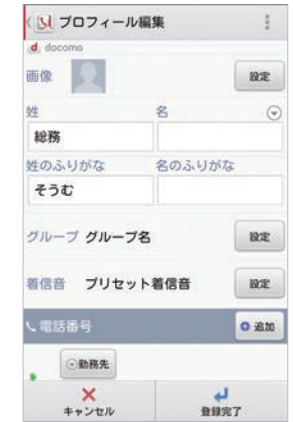 プロフィール編集
docomo
画像 設定
姓 名
総務
姓のふりがな 名のふりがな
そうむ
グループ グループ名 設定
着信音 プリセット着信音 設定
電話番号 追加
勤務先
キャンセル 登録完了